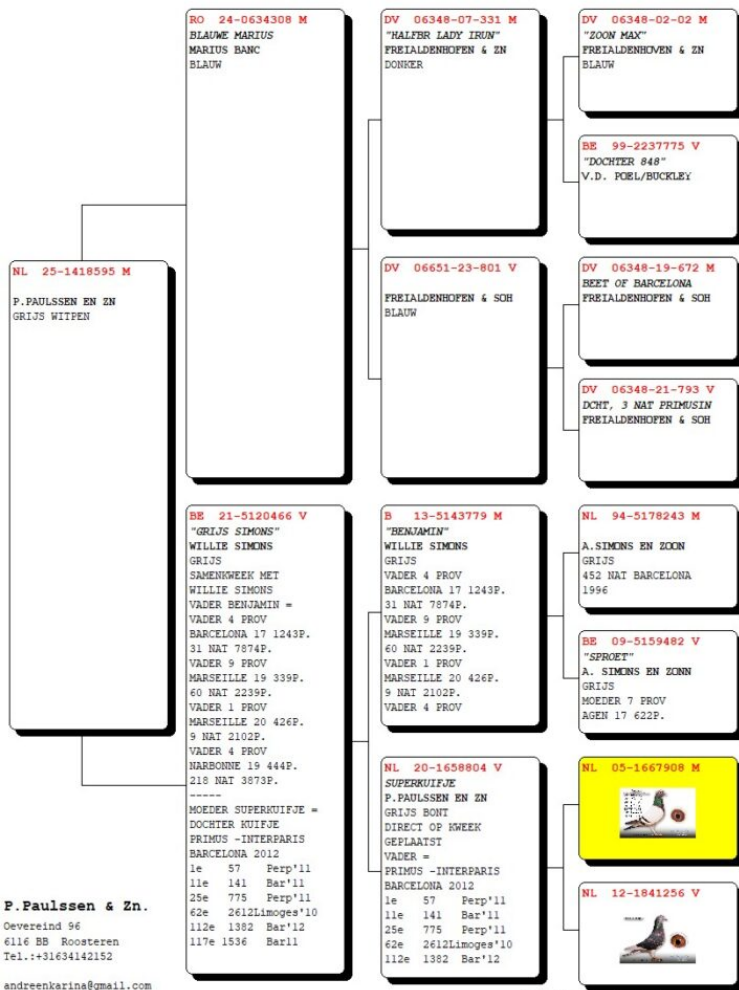 NL 25-1418595 M
P.PAULSSEN EN ZN
GRIJS WITPEN
RO 24-0634308 M
BLAUWE MARIUS
MARIUS BANC
BLAUW
BE 21-5120466 V
"GRIJS SIMONS"
WILLIE SIMONS
GRIJS
SAMENKWEEK MET
WILLIE SIMONS
VADER BENJAMIN =
VADER 4 PROV
BARCELONA 17 1243P.
31 NAT 7874P.
VADER 9 PROV
MARSEILLE 19 339P.
60 NAT 2239P.
VADER 1 PROV
MARSEILLE 20 426P.
9 NAT 2102P.
VADER 4 PROV
NARBONNE 19 444P.
218 NAT 3873P.
-----
MOEDER SUPERKUIFJE =
DOCHTER KUIFJE
PRIMUS -INTERPARIS
BARCELONA 2012
1e 57 Perp'11
11e 141 Bar'11
25e 775 Perp'11
62e 2612Limoges'10
112e 1382 Bar'12
117e 1536 Bar11
DV 06348-07-331 M
"HALFBR LADY IRUN"
FREIALDENHOFEN & ZN
DONKER
DV 06651-23-801 V
FREIALDENHOFEN & SOH
BLAUW
B 13-5143779 M
"BENJAMIN"
WILLIE SIMONS
GRIJS
VADER 4 PROV
BARCELONA 17 1243P.
31 NAT 7874P.
VADER 9 PROV
MARSEILLE 19 339P.
60 NAT 2239P.
VADER 1 PROV
MARSEILLE 20 426P.
9 NAT 2102P.
VADER 4 PROV
NL 20-1658804 V
SUPERKUIFJE
P.PAULSSEN EN ZN
GRIJS BONT
DIRECT OP KWEEK
GEPLAATST
VADER =
PRIMUS -INTERPARIS
BARCELONA 2012
1e 57 Perp'11
11e 141 Bar'11
25e 775 Perp'11
62e 2612Limoges'10
112e 1382 Bar'12
DV 06348-02-02 M
"ZOON MAX"
FREIALDENHOVEN & ZN
BLAUW
BE 99-2237775 V
"DOCHTER 848"
V.D. POEL/BUCKLEY
DV 06348-19-672 M
BEET OF BARCELONA
FREIALDENHOFEN & SOH
DV 06348-21-793 V
DCHT, 3 NAT PRIMUSIN
FREIALDENHOFEN & SOH
NL 94-5178243 M
A.SIMONS EN ZOON
GRIJS
452 NAT BARCELONA
1996
BE 09-5159482 V
"SPROET"
A. SIMONS EN ZONN
GRIJS
MOEDER 7 PROV
AGEN 17 622P.
NL 05-1667908 M
NL 12-1841256 V
P.Paulssen & Zn.
Oevereind 96
6116 BB Roosteren
Tel.:+31634142152
andreenkarina@gmail.com